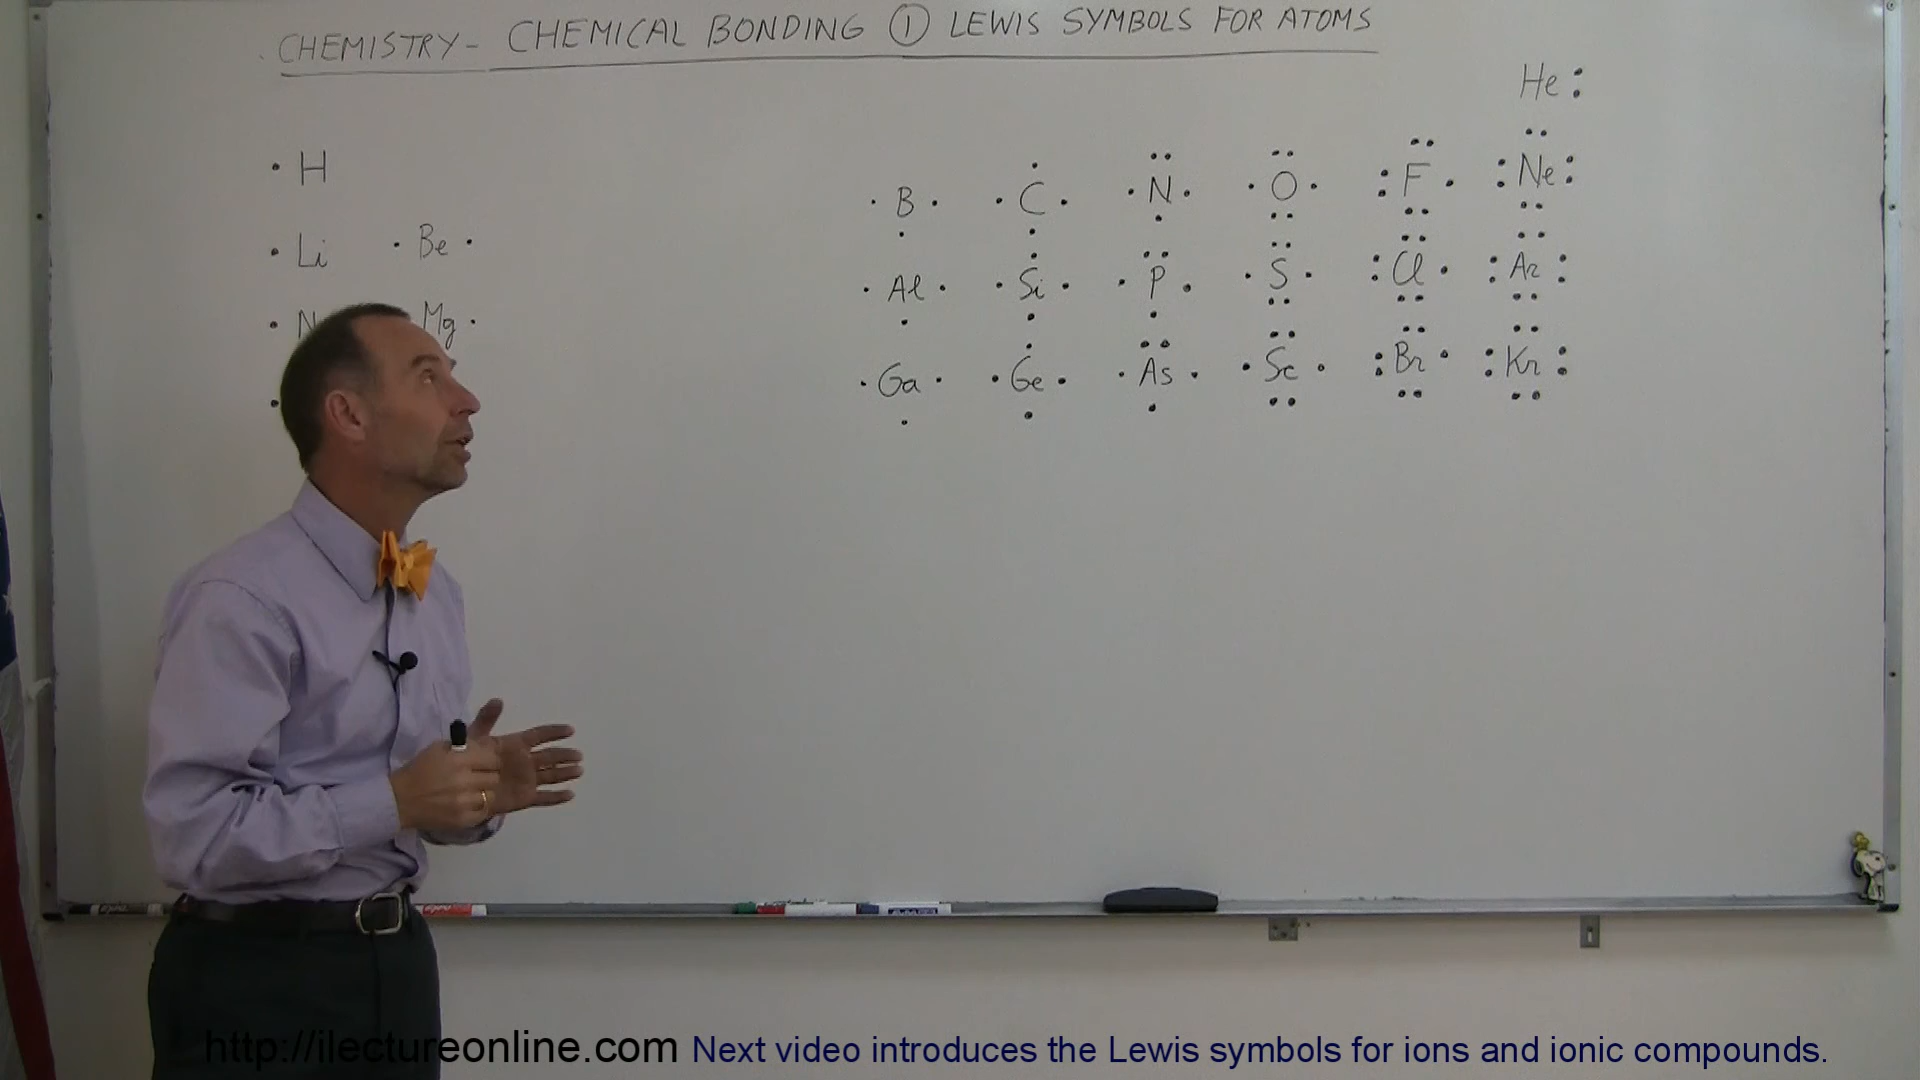 CHEMISTRY- CHEMICAL BONDING ① LEWIS SYMBOLS FOR ATOMS
He
H
B C N O F Ne
Li Be
Al Si P S Cl Ar
N Mg
Ga Ge As Se Br Kr
http://ilectureonline.com Next video introduces the Lewis symbols for ions and ionic compounds.